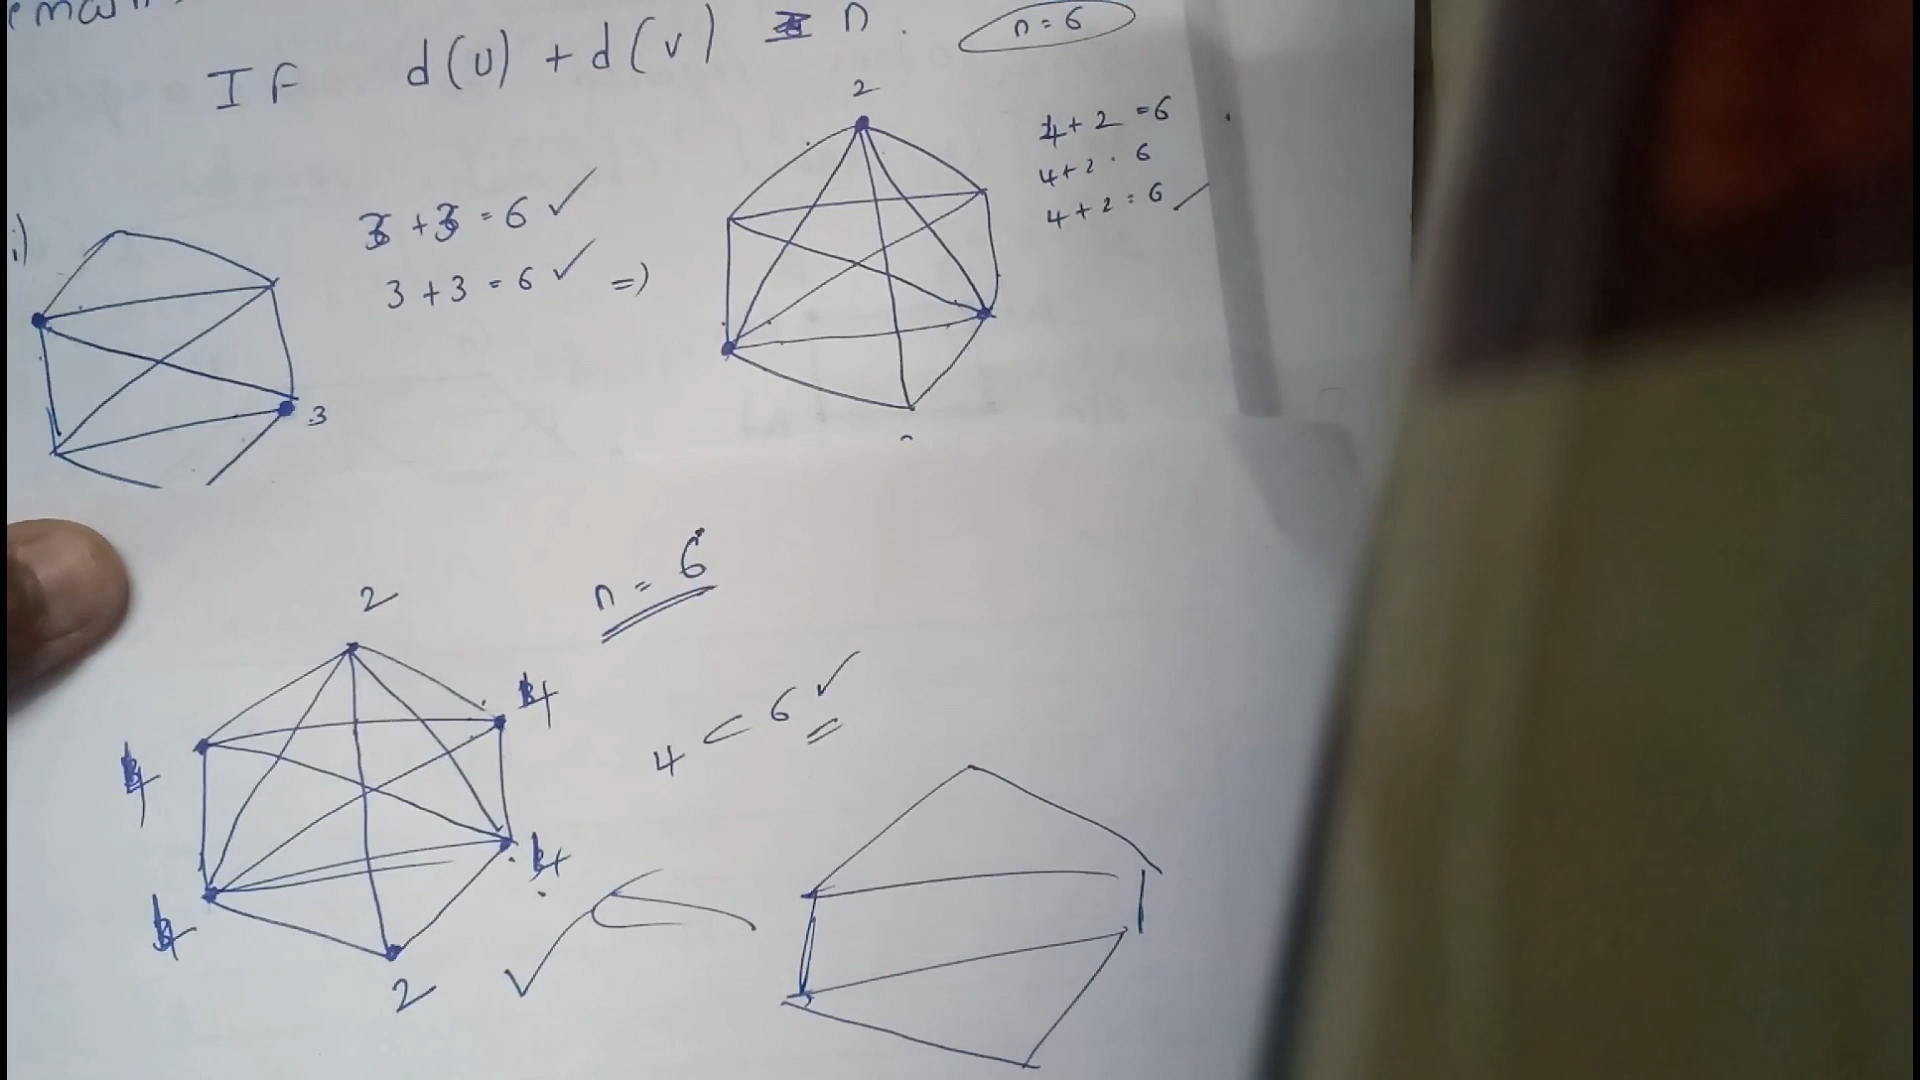 IF d(u) + d(v) ≥ n.
n = 6
2
4 + 2 = 6
4 + 2 = 6
4 + 2 = 6 ✓
i)
3 + 3 = 6 ✓
3 + 3 = 6 ✓ =)
3
n = 6
2
4
4 < 6 ✓
4
4
4
2